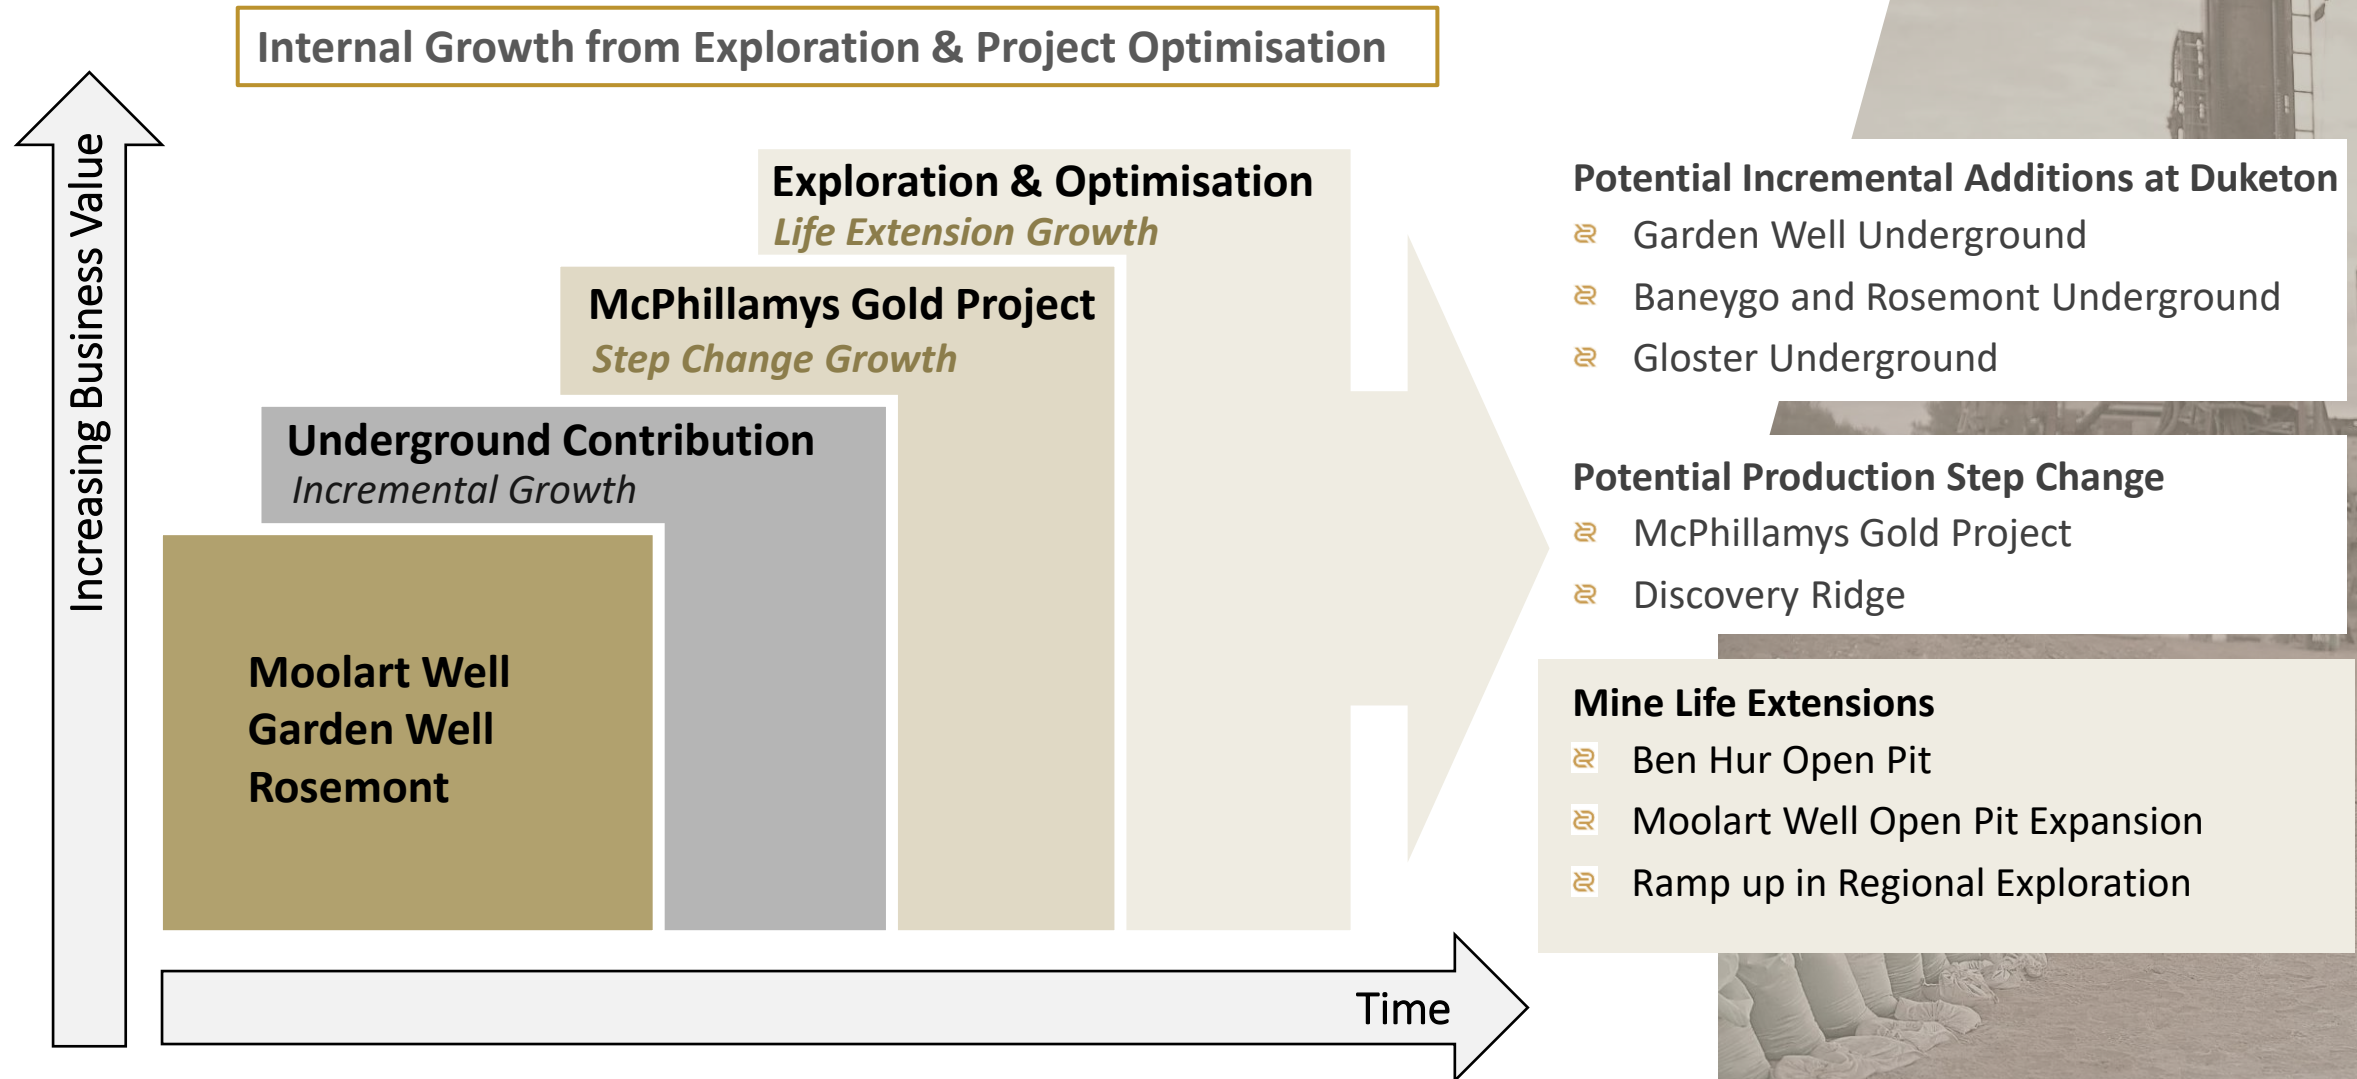 Internal Growth from Exploration & Project Optimisation
Increasing Business Value
Exploration & Optimisation
Life Extension Growth
McPhillamys Gold Project
Step Change Growth
Underground Contribution
Incremental Growth
Moolart Well
Garden Well
Rosemont
Time
Potential Incremental Additions at Duketon
Garden Well Underground
Baneygo and Rosemont Underground
Gloster Underground
Potential Production Step Change
McPhillamys Gold Project
Discovery Ridge
Mine Life Extensions
Ben Hur Open Pit
Moolart Well Open Pit Expansion
Ramp up in Regional Exploration